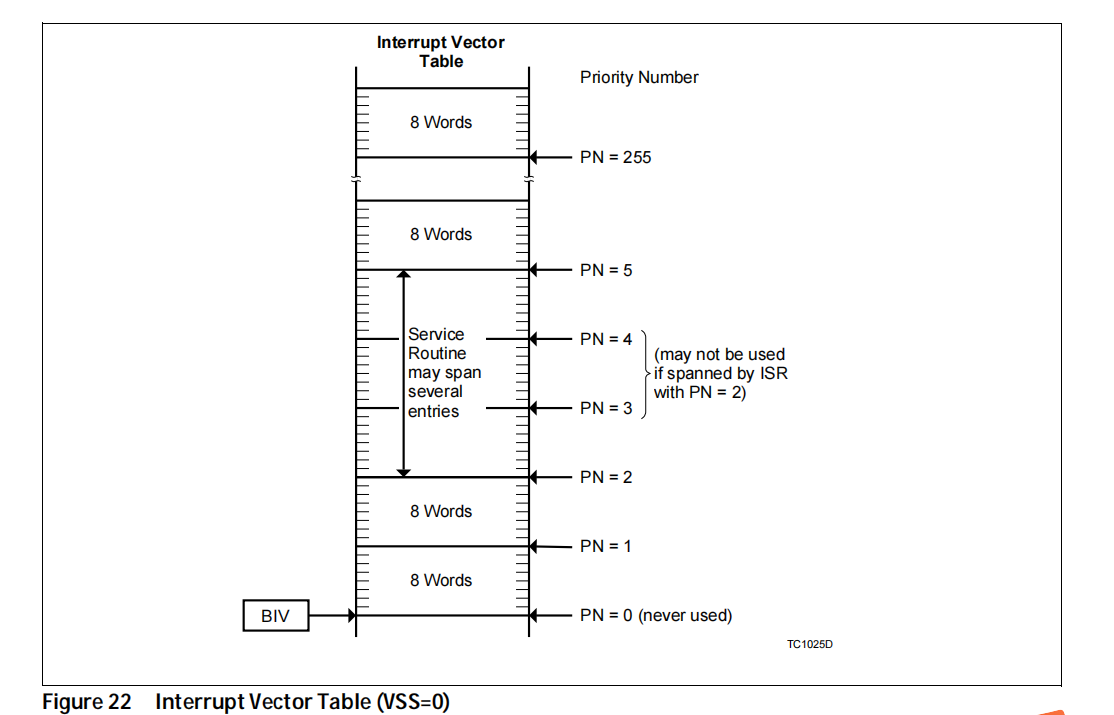 Interrupt Vector
Table
Priority Number
8 Words
PN = 255
8 Words
PN = 5
Service
Routine
may span
several
entries
PN = 4
(may not be used
if spanned by ISR
with PN = 2)
PN = 3
PN = 2
8 Words
PN = 1
8 Words
BIV
PN = 0 (never used)
TC1025D
Figure 22 Interrupt Vector Table (VSS=0)